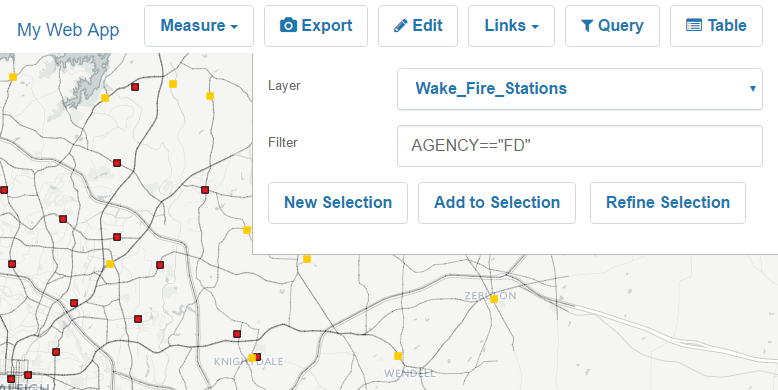 My Web App Measure Export Edit Links Query Table
Layer Wake_Fire_Stations
Filter AGENCY=="FD"
New Selection Add to Selection Refine Selection
ZEBULON
KNIGHTDALE
WENDELL